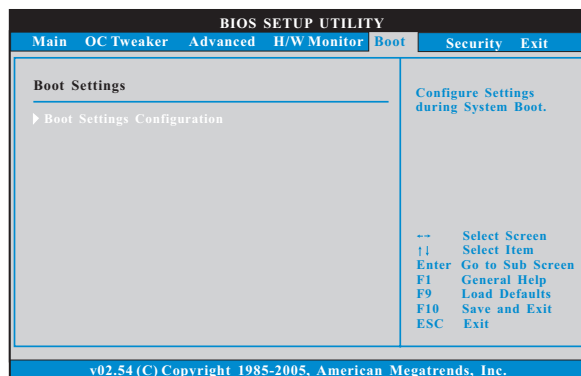 BIOS SETUP UTILITY
Main OC Tweaker Advanced H/W Monitor Boot Security Exit
Boot Settings
Boot Settings Configuration
Configure Settings
during System Boot.
←→ Select Screen
↑↓ Select Item
Enter Go to Sub Screen
F1 General Help
F9 Load Defaults
F10 Save and Exit
ESC Exit
v02.54 (C) Copyright 1985-2005, American Megatrends, Inc.